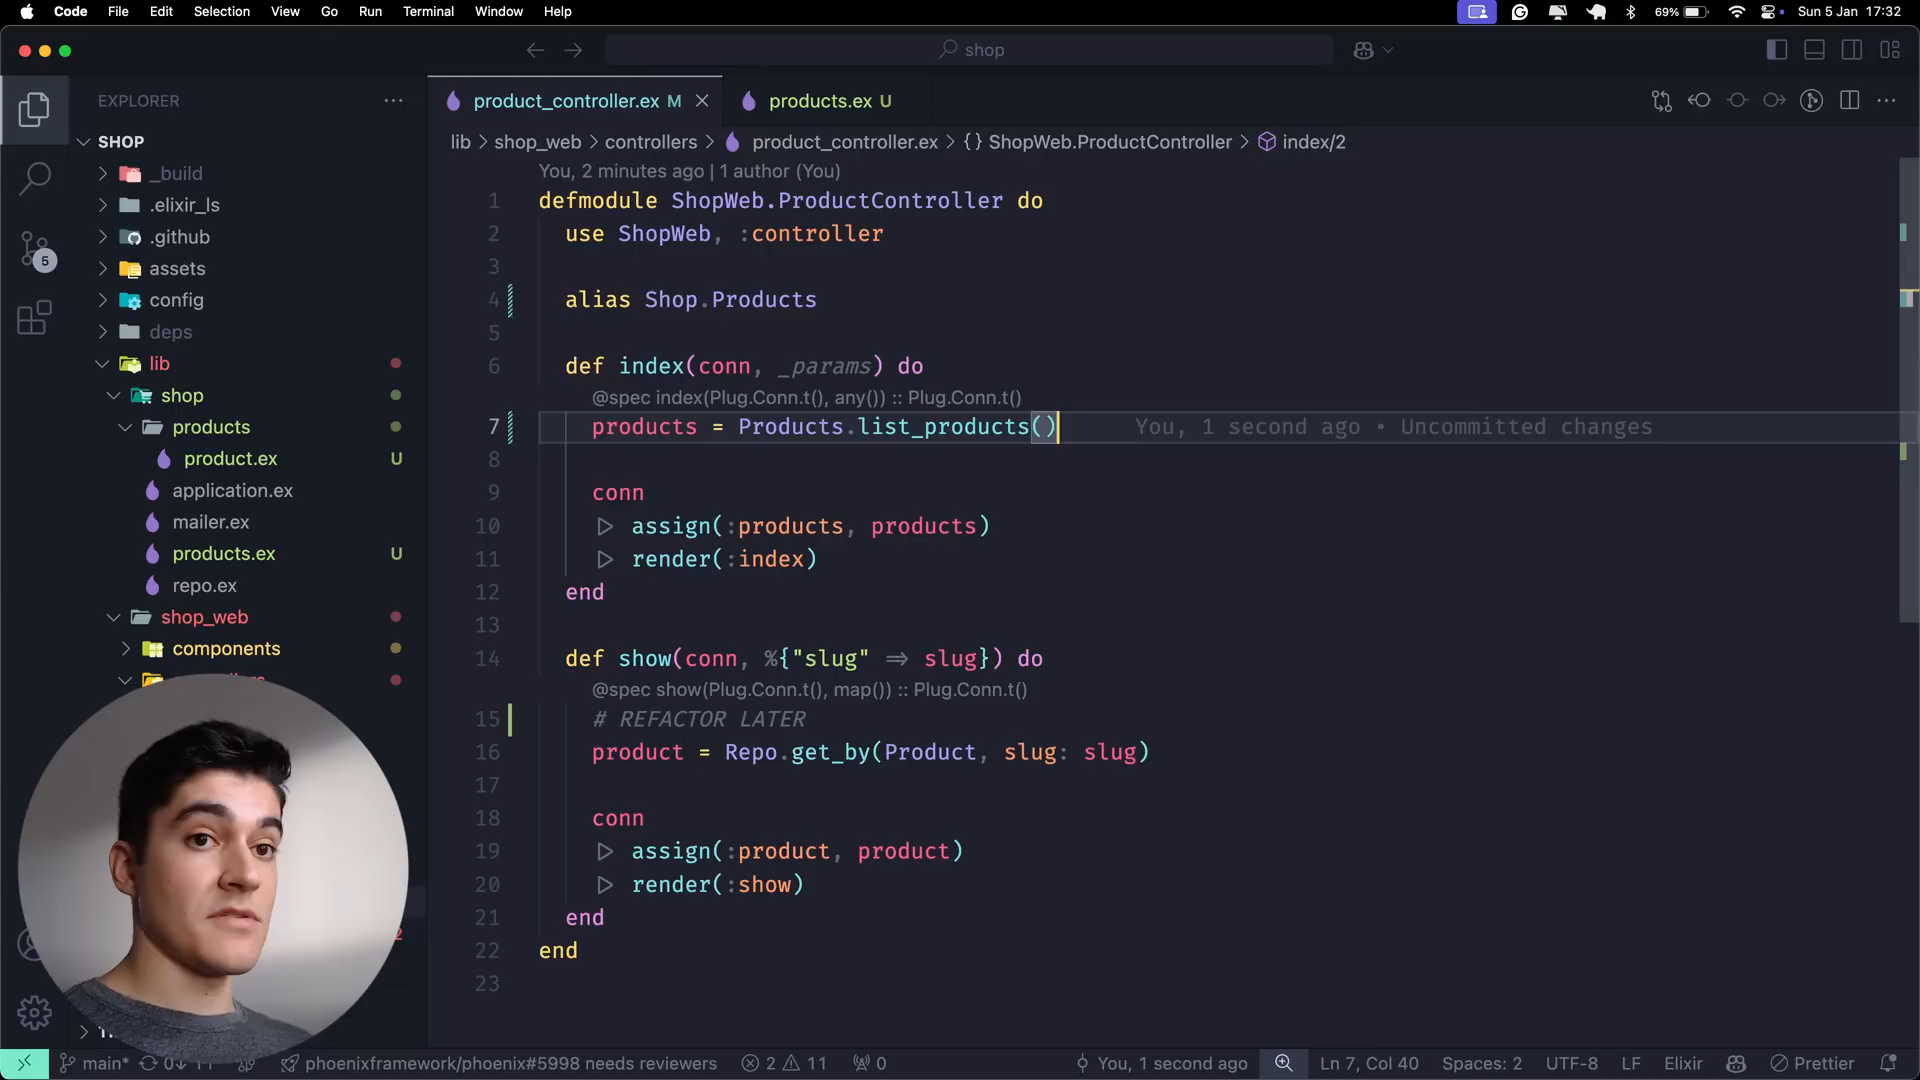 Code File Edit Selection View Go Run Terminal Window Help 69% Sun 5 Jan 17:32
shop
EXPLORER
SHOP
_build
.elixir_ls
.github
assets
config
deps
lib
shop
products
product.ex U
application.ex
mailer.ex
products.ex U
repo.ex
shop_web
components
5
product_controller.ex M
products.ex U
lib > shop_web > controllers > product_controller.ex > {} ShopWeb.ProductController > index/2
You, 2 minutes ago | 1 author (You)
1 defmodule ShopWeb.ProductController do
2 use ShopWeb, :controller
3
4 alias Shop.Products
5
6 def index(conn, _params) do
@spec index(Plug.Conn.t(), any()) :: Plug.Conn.t()
7 products = Products.list_products() You, 1 second ago • Uncommitted changes
8
9 conn
10 ▷ assign(:products, products)
11 ▷ render(:index)
12 end
13
14 def show(conn, %{"slug" => slug}) do
@spec show(Plug.Conn.t(), map()) :: Plug.Conn.t()
15 # REFACTOR LATER
16 product = Repo.get_by(Product, slug: slug)
17
18 conn
19 ▷ assign(:product, product)
20 ▷ render(:show)
21 end
22 end
23
main* 0↓ phoenixframework/phoenix#5998 needs reviewers 2 11 0 You, 1 second ago Ln 7, Col 40 Spaces: 2 UTF-8 LF Elixir Prettier